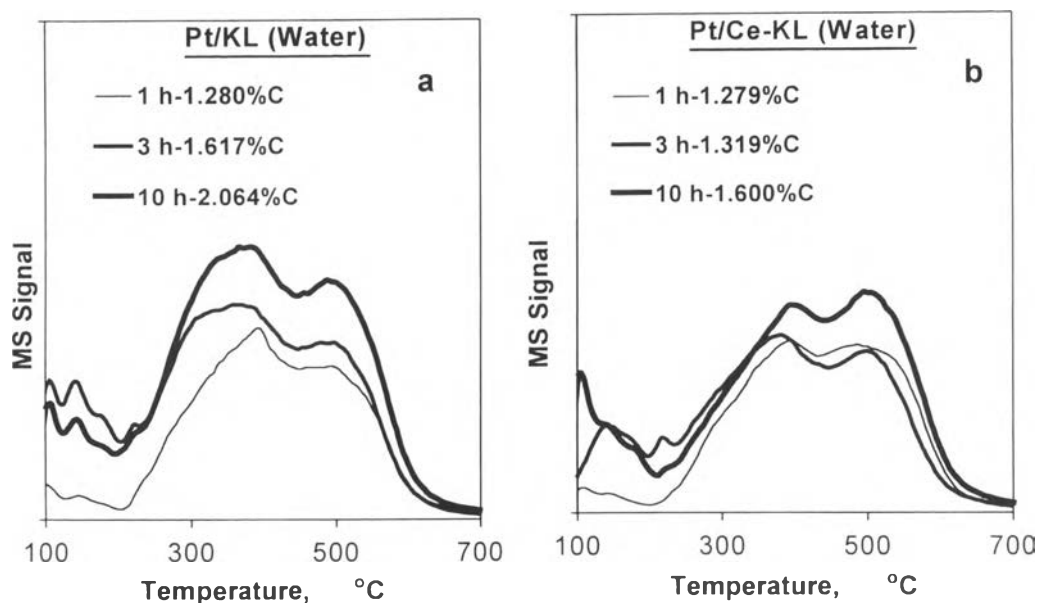 Pt/KL (Water)
a
1 h-1.280%C
3 h-1.617%C
10 h-2.064%C
MS Signal
100 300 500 700
Temperature, °C
Pt/Ce-KL (Water)
b
1 h-1.279%C
3 h-1.319%C
10 h-1.600%C
MS Signal
100 300 500 700
Temperature, °C